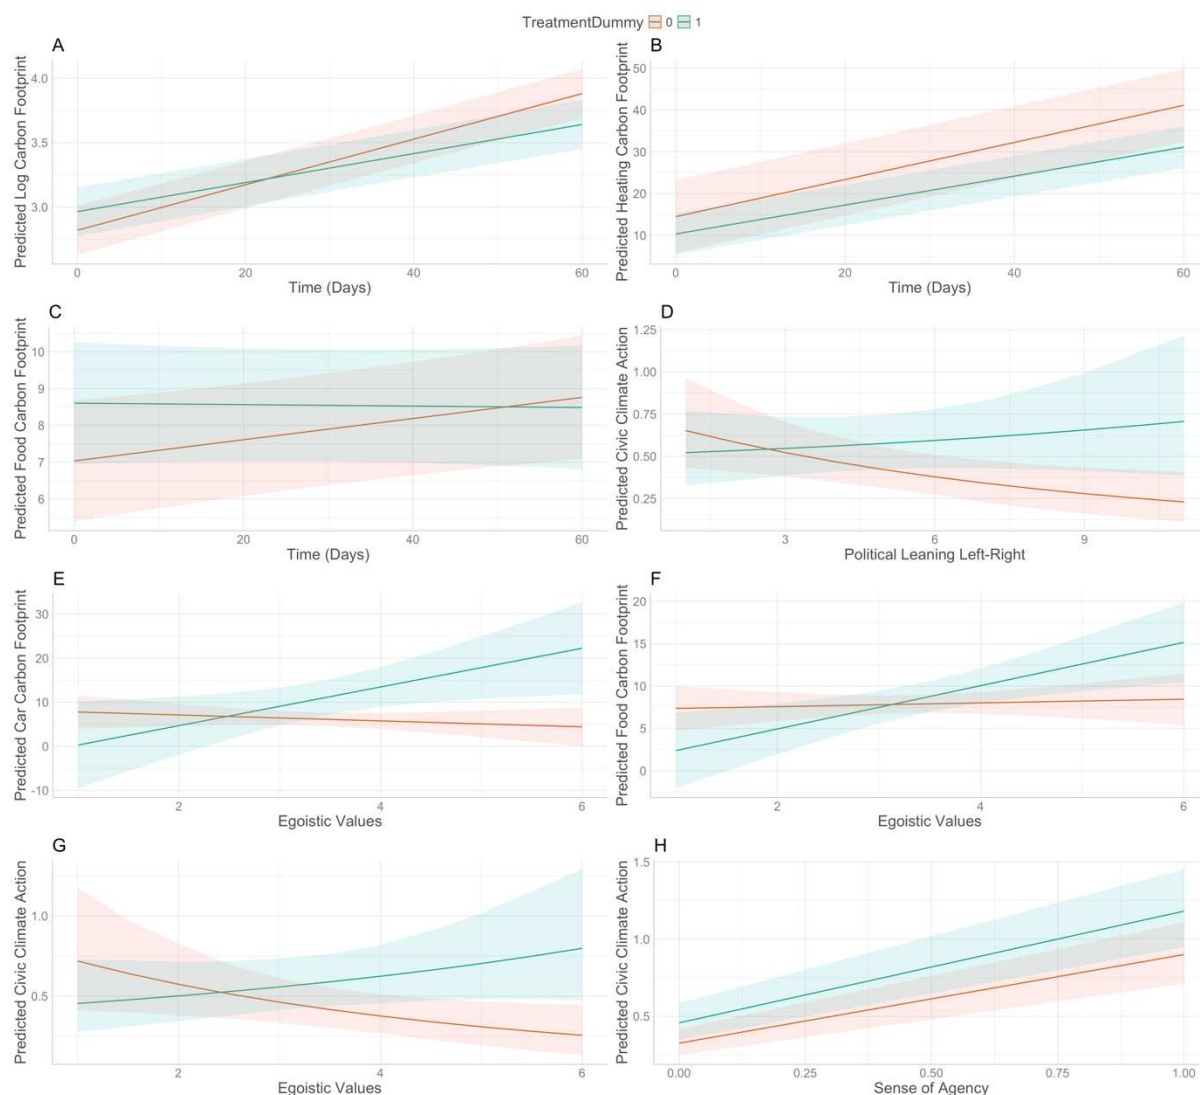 TreatmentDummy 0 1
A
Predicted Log Carbon Footprint
4.0
3.5
3.0
0 20 40 60
Time (Days)
B
Predicted Heating Carbon Footprint
50
40
30
20
10
0 20 40 60
Time (Days)
C
Predicted Food Carbon Footprint
10
9
8
7
6
0 20 40 60
Time (Days)
D
Predicted Civic Climate Action
1.25
1.00
0.75
0.50
0.25
3 6 9
Political Leaning Left-Right
E
Predicted Car Carbon Footprint
30
20
10
0
-10
2 4 6
Egoistic Values
F
Predicted Food Carbon Footprint
20
15
10
5
0
2 4 6
Egoistic Values
G
Predicted Civic Climate Action
1.0
0.5
2 4 6
Egoistic Values
H
Predicted Civic Climate Action
1.5
1.0
0.5
0.00 0.25 0.50 0.75 1.00
Sense of Agency